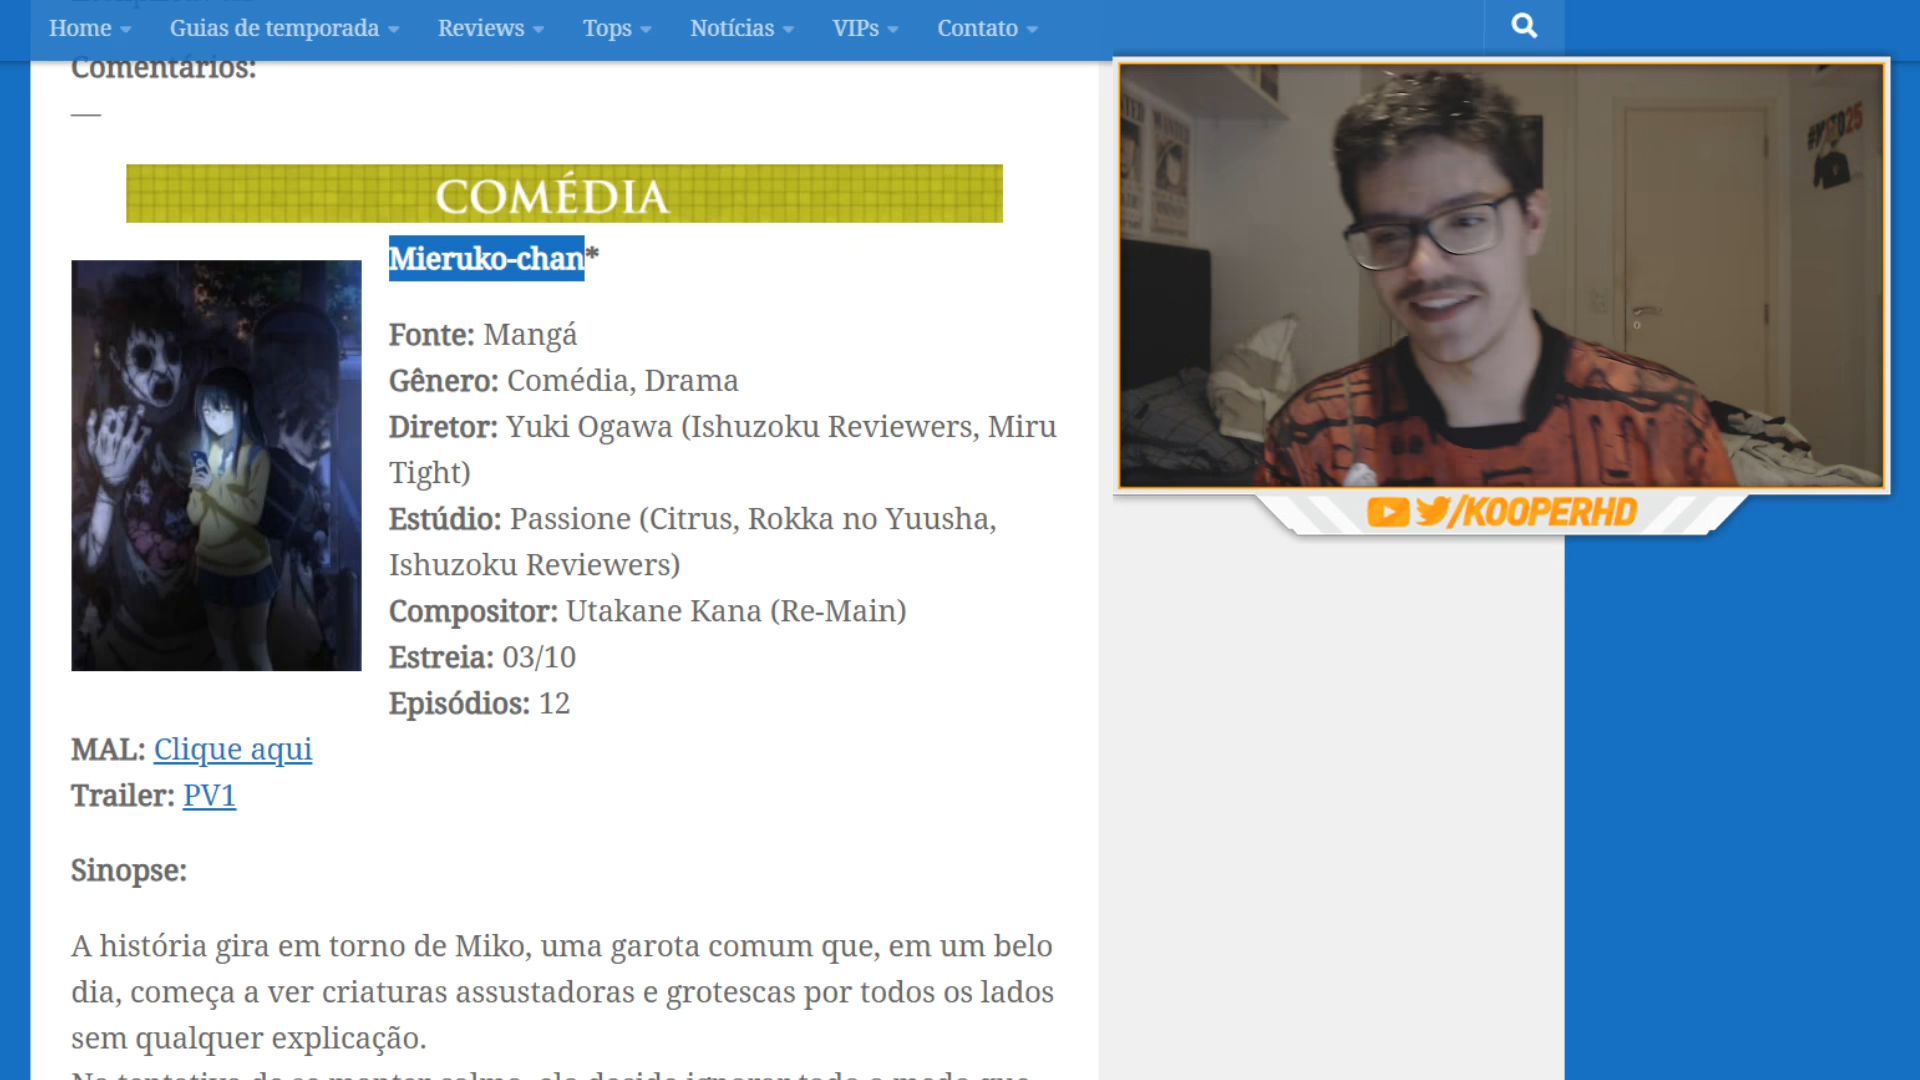 Home Guias de temporada Reviews Tops Notícias VIPs Contato
Comentários:
—
COMÉDIA
Mieruko-chan*
Fonte: Mangá
Gênero: Comédia, Drama
Diretor: Yuki Ogawa (Ishuzoku Reviewers, Miru
Tight)
Estúdio: Passione (Citrus, Rokka no Yuusha,
Ishuzoku Reviewers)
Compositor: Utakane Kana (Re-Main)
Estreia: 03/10
Episódios: 12
MAL: Clique aqui
Trailer: PV1
Sinopse:
A história gira em torno de Miko, uma garota comum que, em um belo
dia, começa a ver criaturas assustadoras e grotescas por todos os lados
sem qualquer explicação.
WANTED
/KOOPERHD